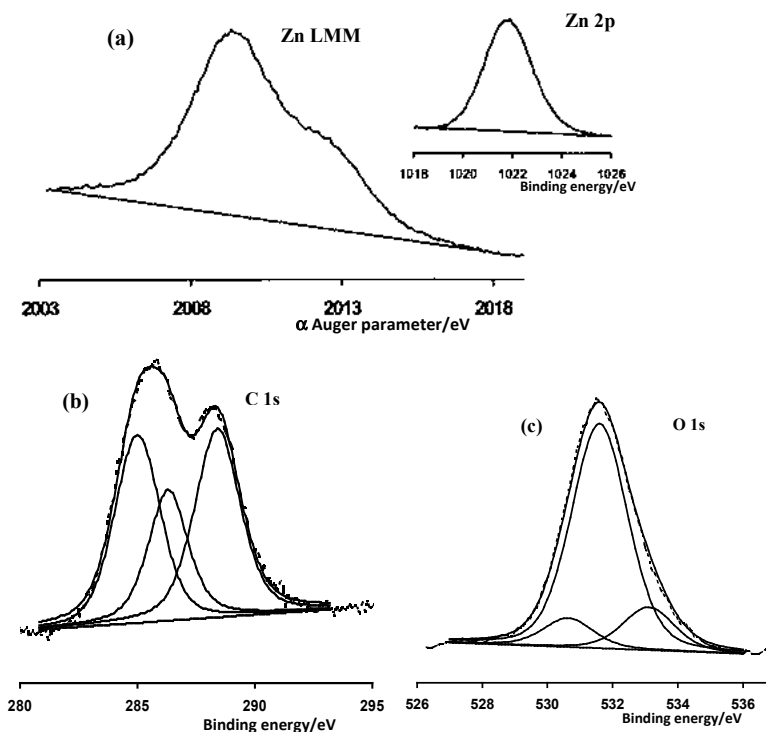 (a)
Zn LMM
Zn 2p
1018 1020 1022 1024 1026
Binding energy/eV
2003 2008 2013 2018
α Auger parameter/eV
(b)
C 1s
280 285 290 295
Binding energy/eV
(c)
O 1s
526 528 530 532 534 536
Binding energy/eV